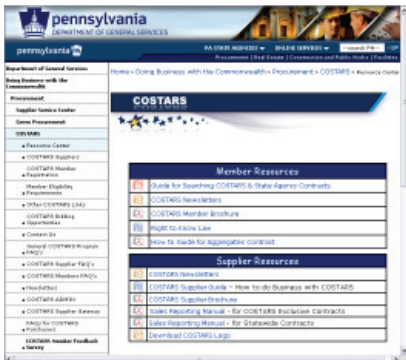 pennsylvania
DEPARTMENT OF GENERAL SERVICES
pennsylvania
PA STATE AGENCIES
ONLINE SERVICES
Procurement | Real Estate | Construction and Public Works | Facilities
Department of General Services
Home > Doing Business with the Commonwealth > Procurement > COSTARS > Resource Center
Doing Business with the
Commonwealth
Procurement
Supplier Service Center
Green Procurement
COSTARS
COSTARS
Resource Center
COSTARS Suppliers
COSTARS Member
Registration
Member Eligibility
Requirements
Other COSTARS Links
COSTARS Bidding
Opportunities
Contact Us
General COSTARS Program
FAQ's
COSTARS Supplier FAQ's
COSTARS Members FAQ's
Newsletters
COSTARS Supplier Gateway
FAQs for COSTARS
Purchasers
COSTARS Member Feedback
Survey
Member Resources
Guide for Searching COSTARS & State Agency Contracts
COSTARS Newsletters
COSTARS Member Brochure
Right to Know Law
How to Guide for Aggregates Contract
Supplier Resources
COSTARS Newsletters
COSTARS Supplier Guide - How to do Business with COSTARS
COSTARS Supplier Brochure
Sales Reporting Manual - for COSTARS Exclusive Contracts
Sales Reporting Manual - for Statewide Contracts
Download COSTARS Logo